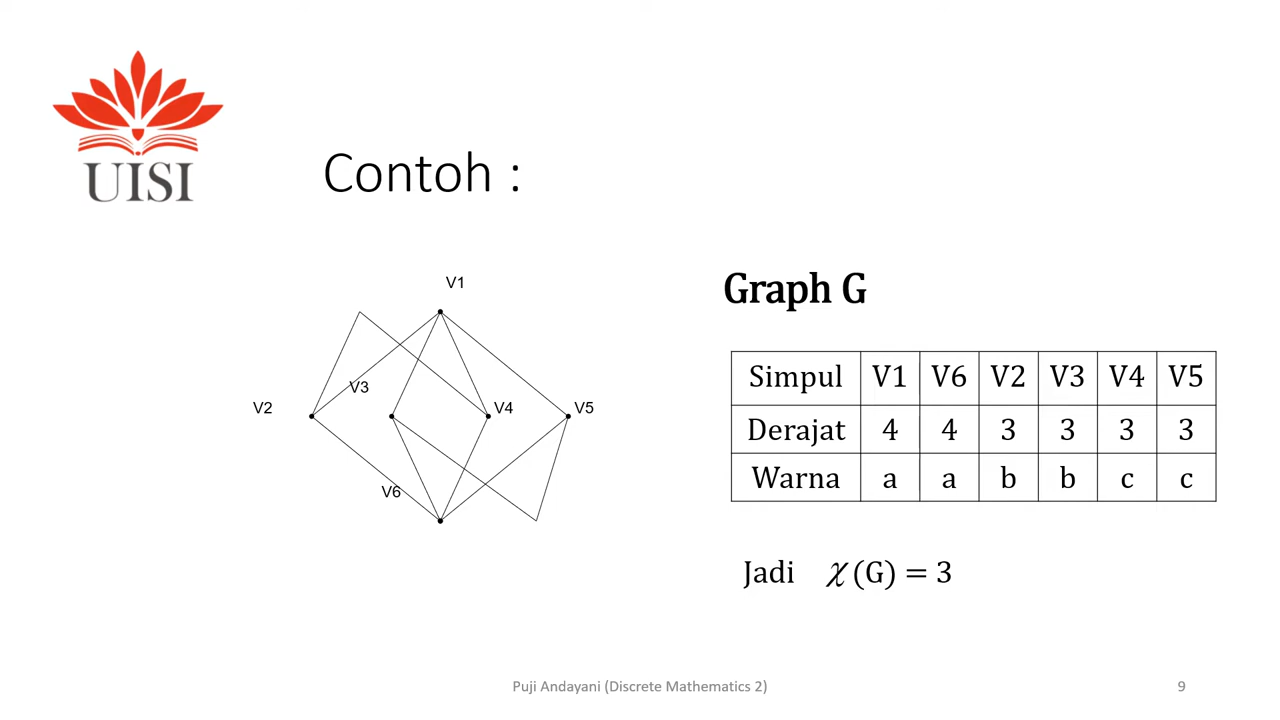 UISI
Contoh :
V1
V3
V2
V4
V5
V6
Graph G
Simpul V1 V6 V2 V3 V4 V5
Derajat 4 4 3 3 3 3
Warna a a b b c c
Jadi χ (G) = 3
Puji Andayani (Discrete Mathematics 2)
9